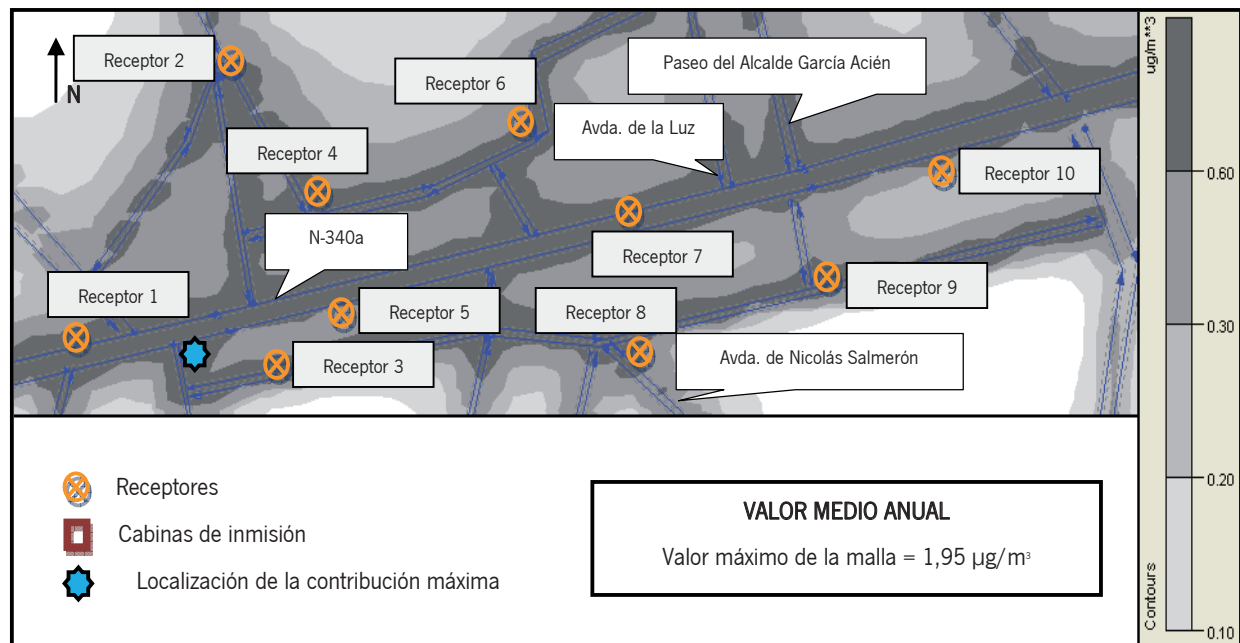 Receptor 2
N
Receptor 6
Paseo del Alcalde García Acién
Avda. de la Luz
Receptor 4
Receptor 10
N-340a
Receptor 7
Receptor 1
Receptor 9
Receptor 5
Receptor 8
Receptor 3
Avda. de Nicolás Salmerón
Receptores
Cabinas de inmisión
Localización de la contribución máxima
VALOR MEDIO ANUAL
Valor máximo de la malla = 1,95 µg/m³
ug/m**3
0.60
0.30
0.20
0.10
Contours